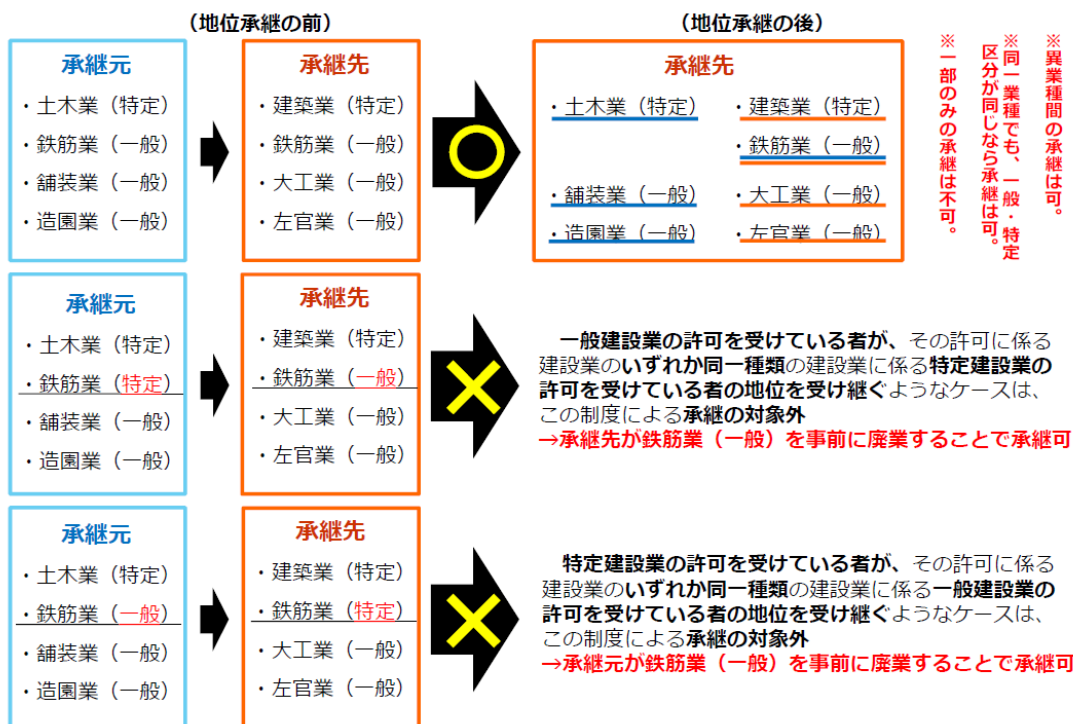 （地位承継の前）
（地位承継の後）
承継元
・土木業（特定）
・鉄筋業（一般）
・舗装業（一般）
・造園業（一般）
承継先
・建築業（特定）
・鉄筋業（一般）
・大工業（一般）
・左官業（一般）
承継先
・土木業（特定）
・建築業（特定）
・鉄筋業（一般）
・舗装業（一般）
・大工業（一般）
・造園業（一般）
・左官業（一般）
※異業種間の承継は可。
※同一業種でも、一般・特定
区分が同じなら承継は可。
※一部のみの承継は不可。
承継元
・土木業（特定）
・鉄筋業（特定）
・舗装業（一般）
・造園業（一般）
承継先
・建築業（特定）
・鉄筋業（一般）
・大工業（一般）
・左官業（一般）
一般建設業の許可を受けている者が、その許可に係る
建設業のいずれか同一種類の建設業に係る特定建設業の
許可を受けている者の地位を受け継ぐようなケースは、
この制度による承継の対象外
→承継先が鉄筋業（一般）を事前に廃業することで承継可
承継元
・土木業（特定）
・鉄筋業（一般）
・舗装業（一般）
・造園業（一般）
承継先
・建築業（特定）
・鉄筋業（特定）
・大工業（一般）
・左官業（一般）
特定建設業の許可を受けている者が、その許可に係る
建設業のいずれか同一種類の建設業に係る一般建設業の
許可を受けている者の地位を受け継ぐようなケースは、
この制度による承継の対象外
→承継元が鉄筋業（一般）を事前に廃業することで承継可